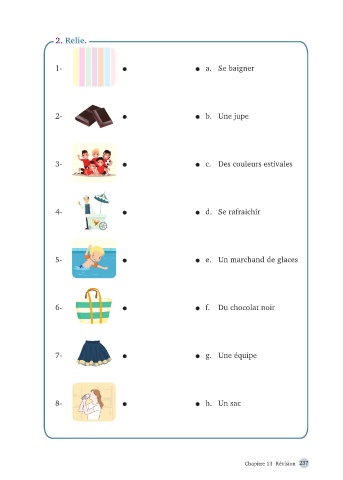 2. Relie.
1- a. Se baigner
2- b. Une jupe
3- c. Des couleurs estivales
4- d. Se rafraichir
5- e. Un marchand de glaces
6- f. Du chocolat noir
7- g. Une équipe
8- h. Un sac
Chapitre 13 Révision 237